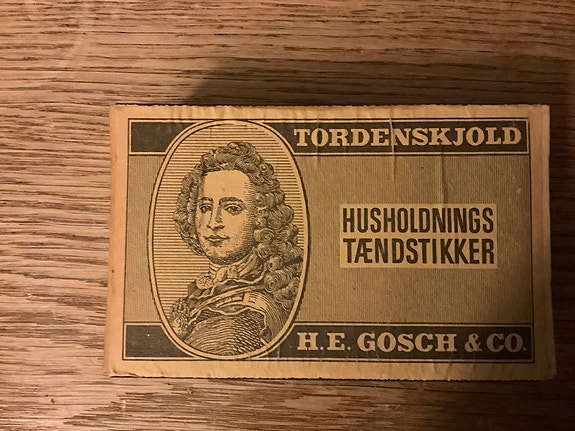 TORDENSKJOLD
HUSHOLDNINGS
TÆNDSTIKKER
H.E. GOSCH & CO.